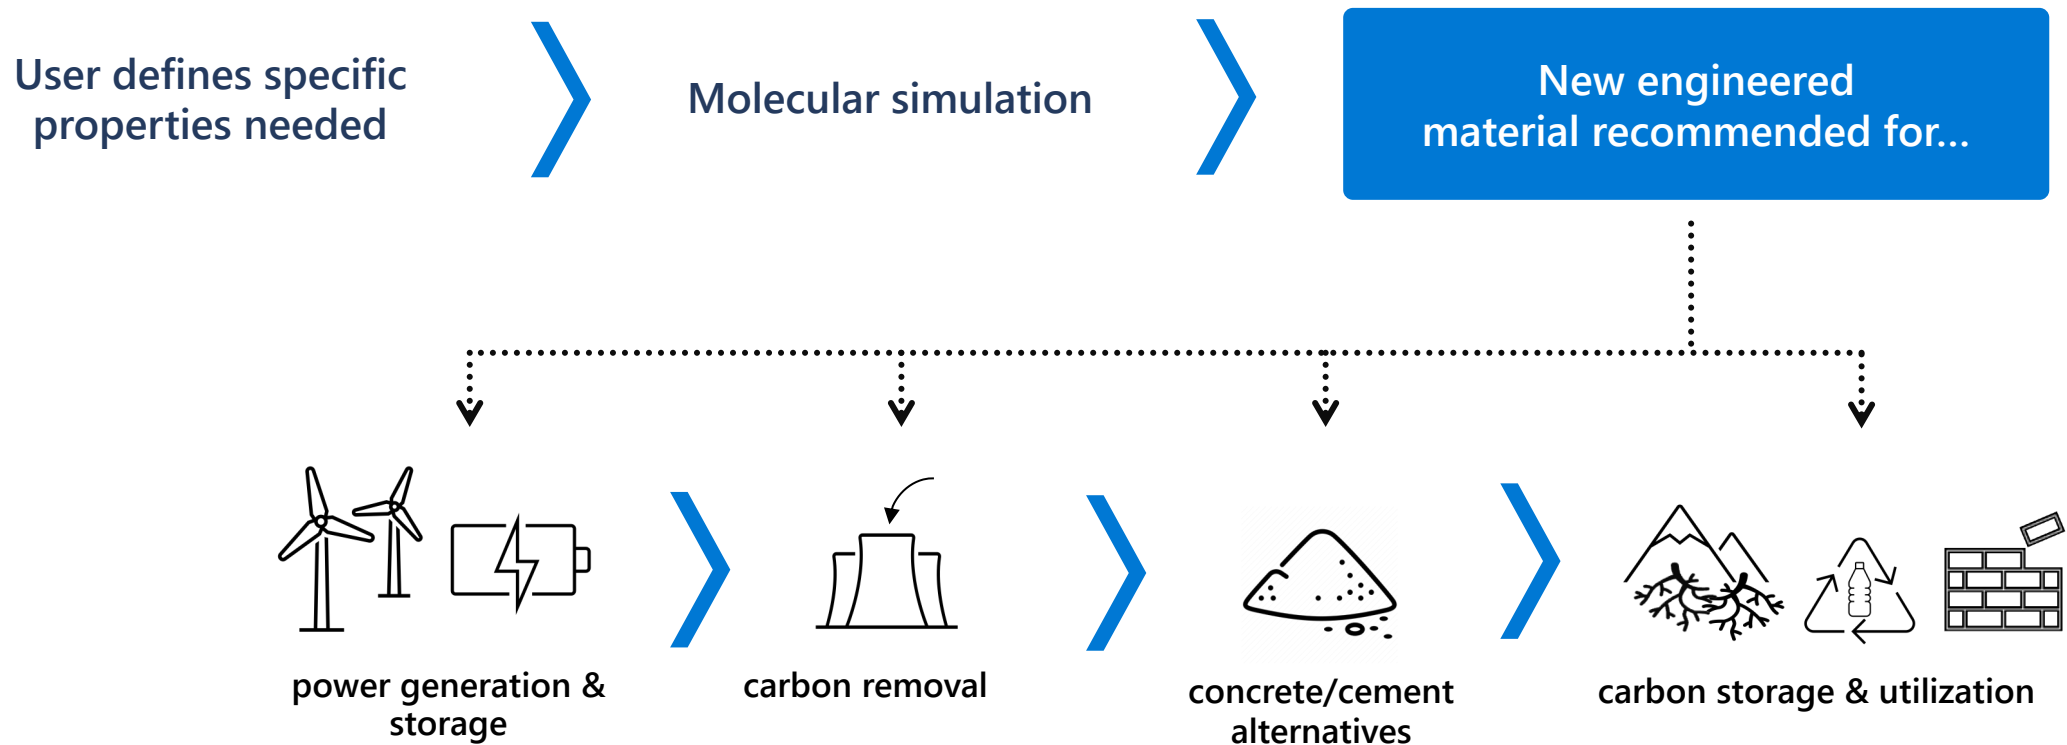 User defines specific
properties needed
Molecular simulation
New engineered
material recommended for...
power generation &
storage
carbon removal
concrete/cement
alternatives
carbon storage & utilization